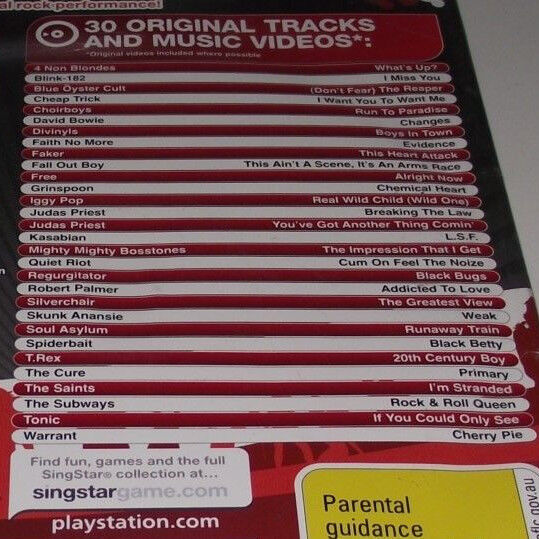 al rock performance!
30 ORIGINAL TRACKS
AND MUSIC VIDEOS*:
*Original videos included where possible
4 Non Blondes What's Up?
Blink-182 I Miss You
Blue Öyster Cult (Don't Fear) The Reaper
Cheap Trick I Want You To Want Me
Choirboys Run To Paradise
David Bowie Changes
Divinyls Boys In Town
Faith No More Evidence
Faker This Heart Attack
Fall Out Boy This Ain't A Scene, It's An Arms Race
Free Alright Now
Grinspoon Chemical Heart
Iggy Pop Real Wild Child (Wild One)
Judas Priest Breaking The Law
Judas Priest You've Got Another Thing Comin'
Kasabian L.S.F.
Mighty Mighty Bosstones The Impression That I Get
Quiet Riot Cum On Feel The Noize
Regurgitator Black Bugs
Robert Palmer Addicted To Love
Silverchair The Greatest View
Skunk Anansie Weak
Soul Asylum Runaway Train
Spiderbait Black Betty
T.Rex 20th Century Boy
The Cure Primary
The Saints I'm Stranded
The Subways Rock & Roll Queen
Tonic If You Could Only See
Warrant Cherry Pie
Find fun, games and the full
SingStar® collection at...
singstargame.com
playstation.com
Parental
guidance
fic.gov.au